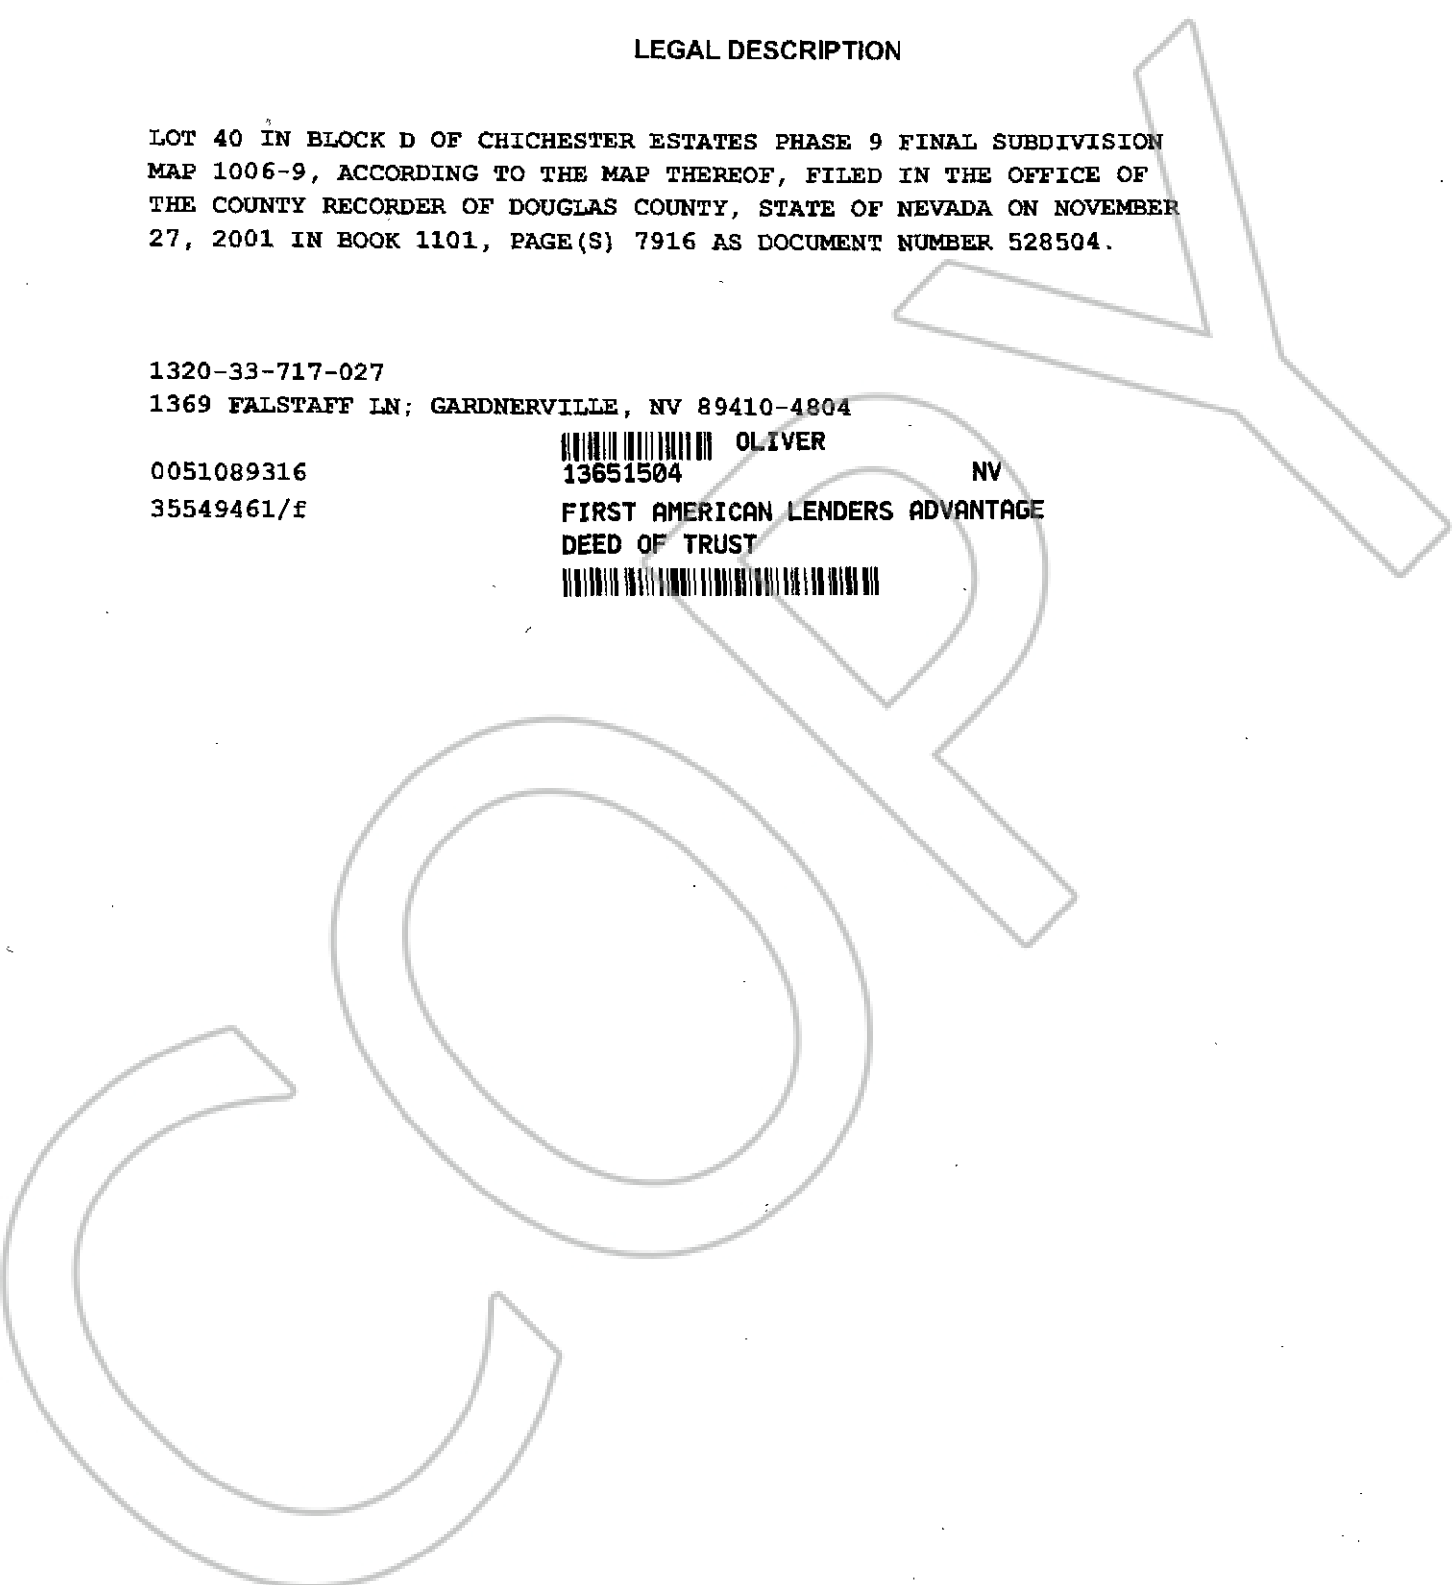 LEGAL DESCRIPTION
LOT 40 IN BLOCK D OF CHICHESTER ESTATES PHASE 9 FINAL SUBDIVISION
MAP 1006-9, ACCORDING TO THE MAP THEREOF, FILED IN THE OFFICE OF
THE COUNTY RECORDER OF DOUGLAS COUNTY, STATE OF NEVADA ON NOVEMBER
27, 2001 IN BOOK 1101, PAGE(S) 7916 AS DOCUMENT NUMBER 528504.
1320-33-717-027
1369 FALSTAFF LN; GARDNERVILLE, NV 89410-4804
OLIVER
0051089316 13651504 NV
35549461/f FIRST AMERICAN LENDERS ADVANTAGE
DEED OF TRUST
COPY